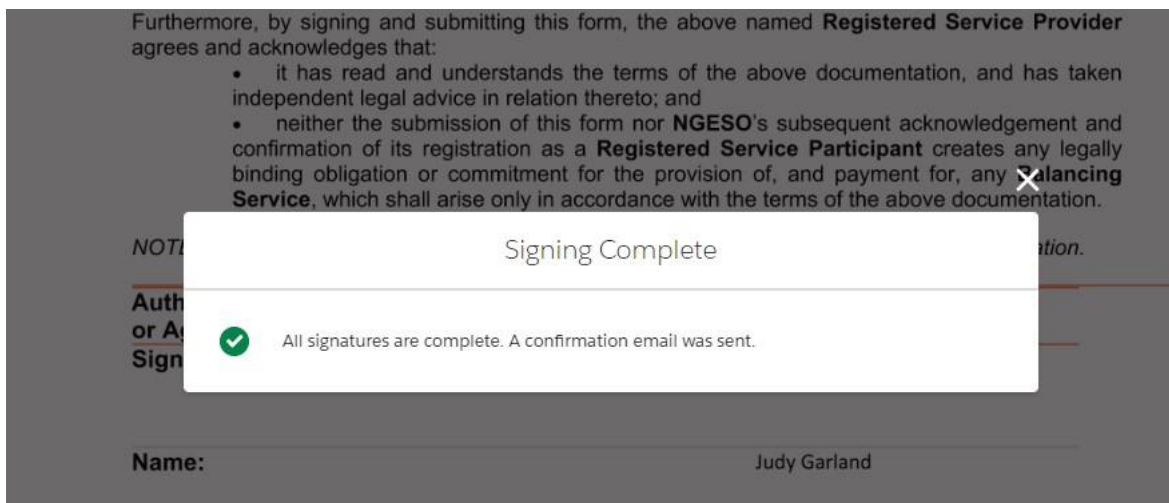 Furthermore, by signing and submitting this form, the above named Registered Service Provider
agrees and acknowledges that:
• it has read and understands the terms of the above documentation, and has taken
independent legal advice in relation thereto; and
• neither the submission of this form nor NGESO's subsequent acknowledgement and
confirmation of its registration as a Registered Service Participant creates any legally
binding obligation or commitment for the provision of, and payment for, any Balancing
Service, which shall arise only in accordance with the terms of the above documentation.
Signing Complete
All signatures are complete. A confirmation email was sent.
Name: Judy Garland